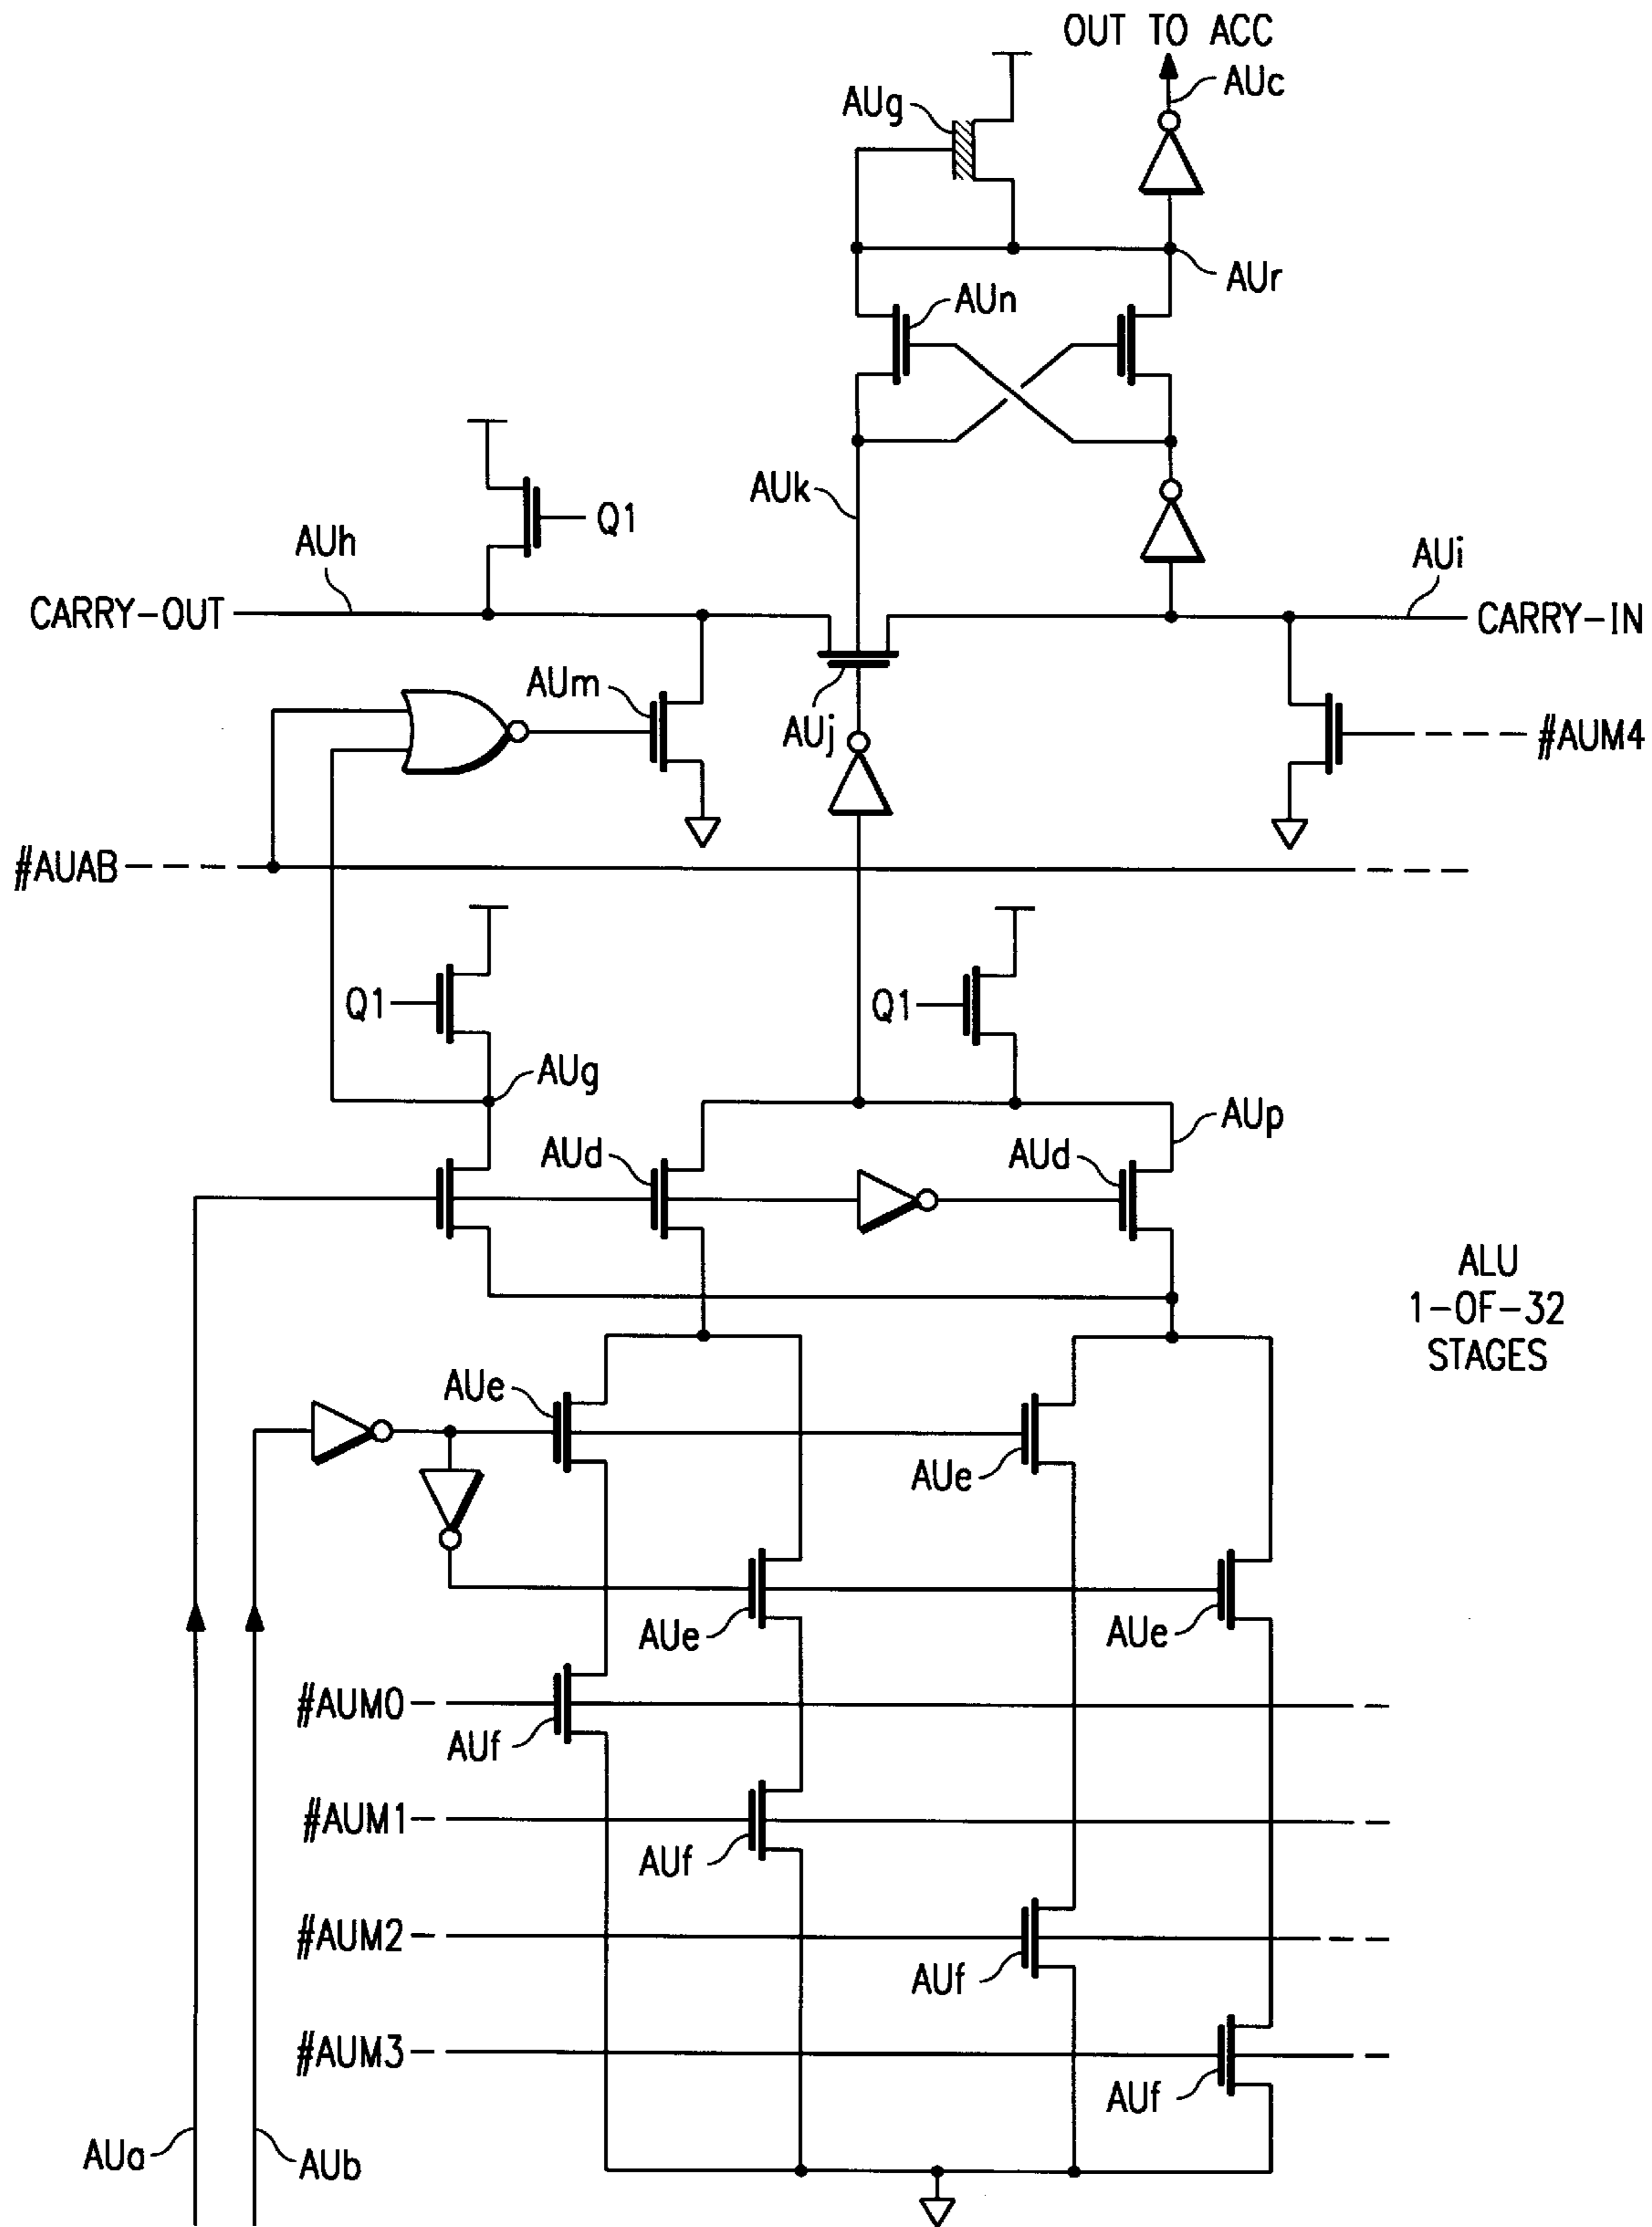 OUT TO ACC
AUc
AUg
AUr
AUn
AUk
Q1
AUh
AUi
CARRY-OUT
CARRY-IN
AUm
AUj
#AUM4
#AUAB
Q1
Q1
AUg
AUp
AUd
AUd
ALU
1-OF-32
STAGES
AUe
AUe
AUe
AUe
#AUM0
AUf
#AUM1
AUf
#AUM2
AUf
#AUM3
AUf
AUa
AUb